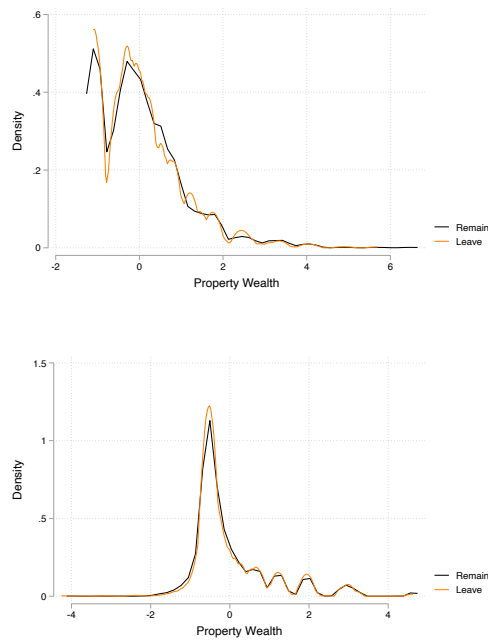 .6
.4
.2
0
Density
-2
0
2
4
6
Property Wealth
Remain
Leave
1.5
1
.5
0
Density
-4
-2
0
2
4
Property Wealth
Remain
Leave